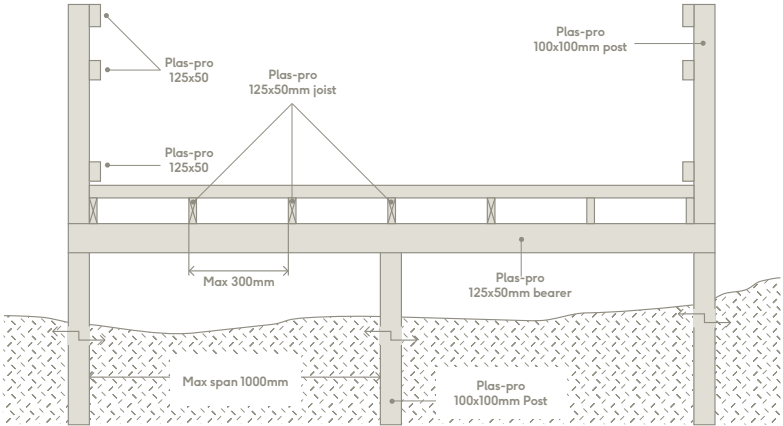 Plas-pro
125x50
Plas-pro
125x50mm joist
Plas-pro
100x100mm post
Plas-pro
125x50
Max 300mm
Plas-pro
125x50mm bearer
Max span 1000mm
Plas-pro
100x100mm Post